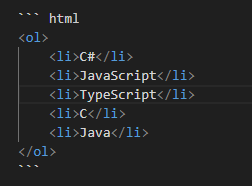 ``` html
<ol>
    <li>C#</li>
    <li>JavaScript</li>
    <li>TypeScript</li>
    <li>C</li>
    <li>Java</li>
</ol>
```